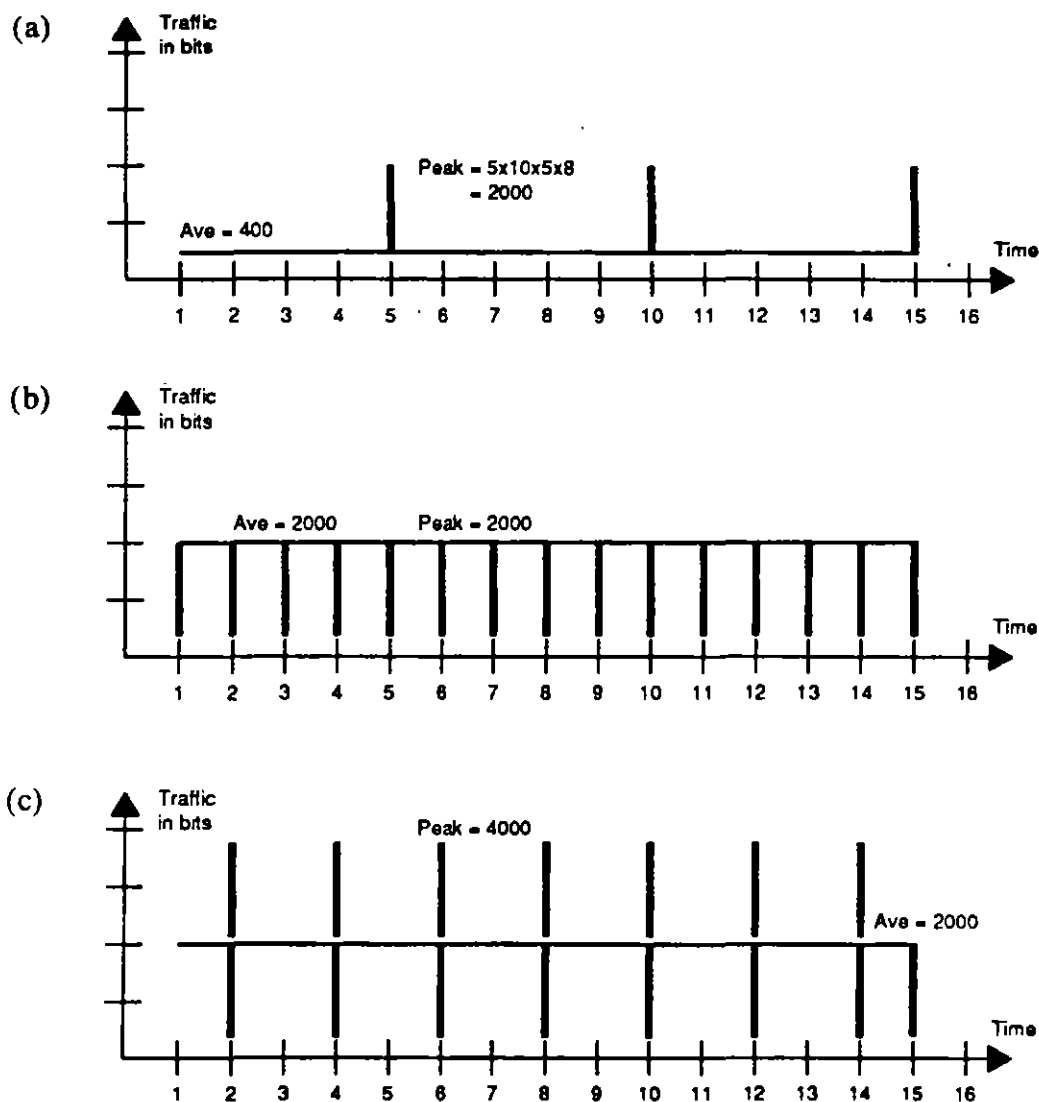 (a)
Traffic
in bits
Peak = 5x10x5x8
= 2000
Ave = 400
Time
1 2 3 4 5 6 7 8 9 10 11 12 13 14 15 16
(b)
Traffic
in bits
Ave = 2000 Peak = 2000
Time
1 2 3 4 5 6 7 8 9 10 11 12 13 14 15 16
(c)
Traffic
in bits
Peak = 4000
Ave = 2000
Time
1 2 3 4 5 6 7 8 9 10 11 12 13 14 15 16